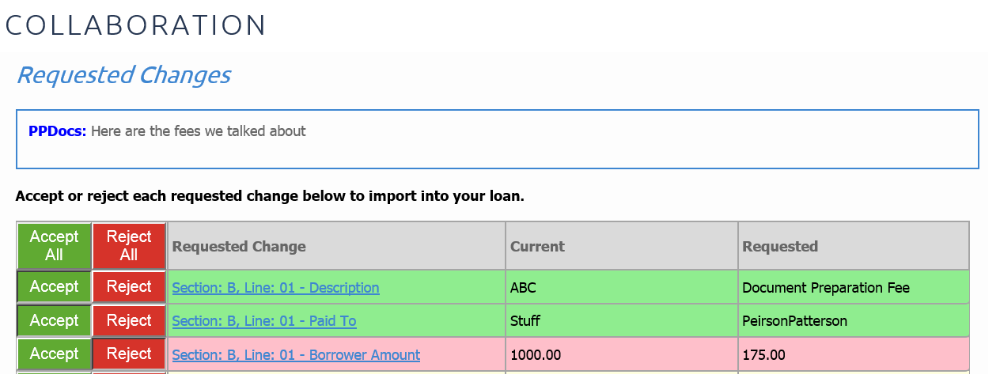 COLLABORATION
Requested Changes
PPDocs: Here are the fees we talked about
Accept or reject each requested change below to import into your loan.
Accept All Reject All Requested Change Current Requested
Accept Reject Section: B, Line: 01 - Description ABC Document Preparation Fee
Accept Reject Section: B, Line: 01 - Paid To Stuff PeirsonPatterson
Accept Reject Section: B, Line: 01 - Borrower Amount 1000.00 175.00